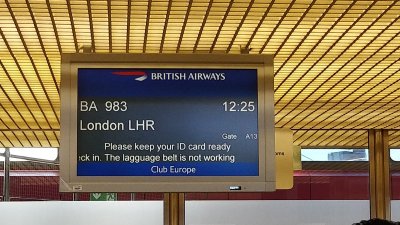 BRITISH AIRWAYS
BA 983 12:25
London LHR
Gate A13
Please keep your ID card ready
eck in. The lagguage belt is not working
Club Europe